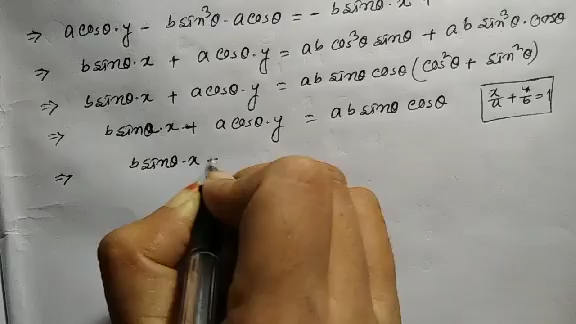 ⇒ a cosθ·y - b sin³θ·a cosθ = - b sinθ·x
⇒ b sinθ·x + a cosθ·y = ab cos³θ sinθ + ab sin³θ·cosθ
⇒ b sinθ·x + a cosθ·y = ab sinθ cosθ (cos²θ + sin²θ)
⇒ b sinθ·x + a cosθ·y = ab sinθ cosθ
x/a + y/b = 1
⇒ b sinθ·x